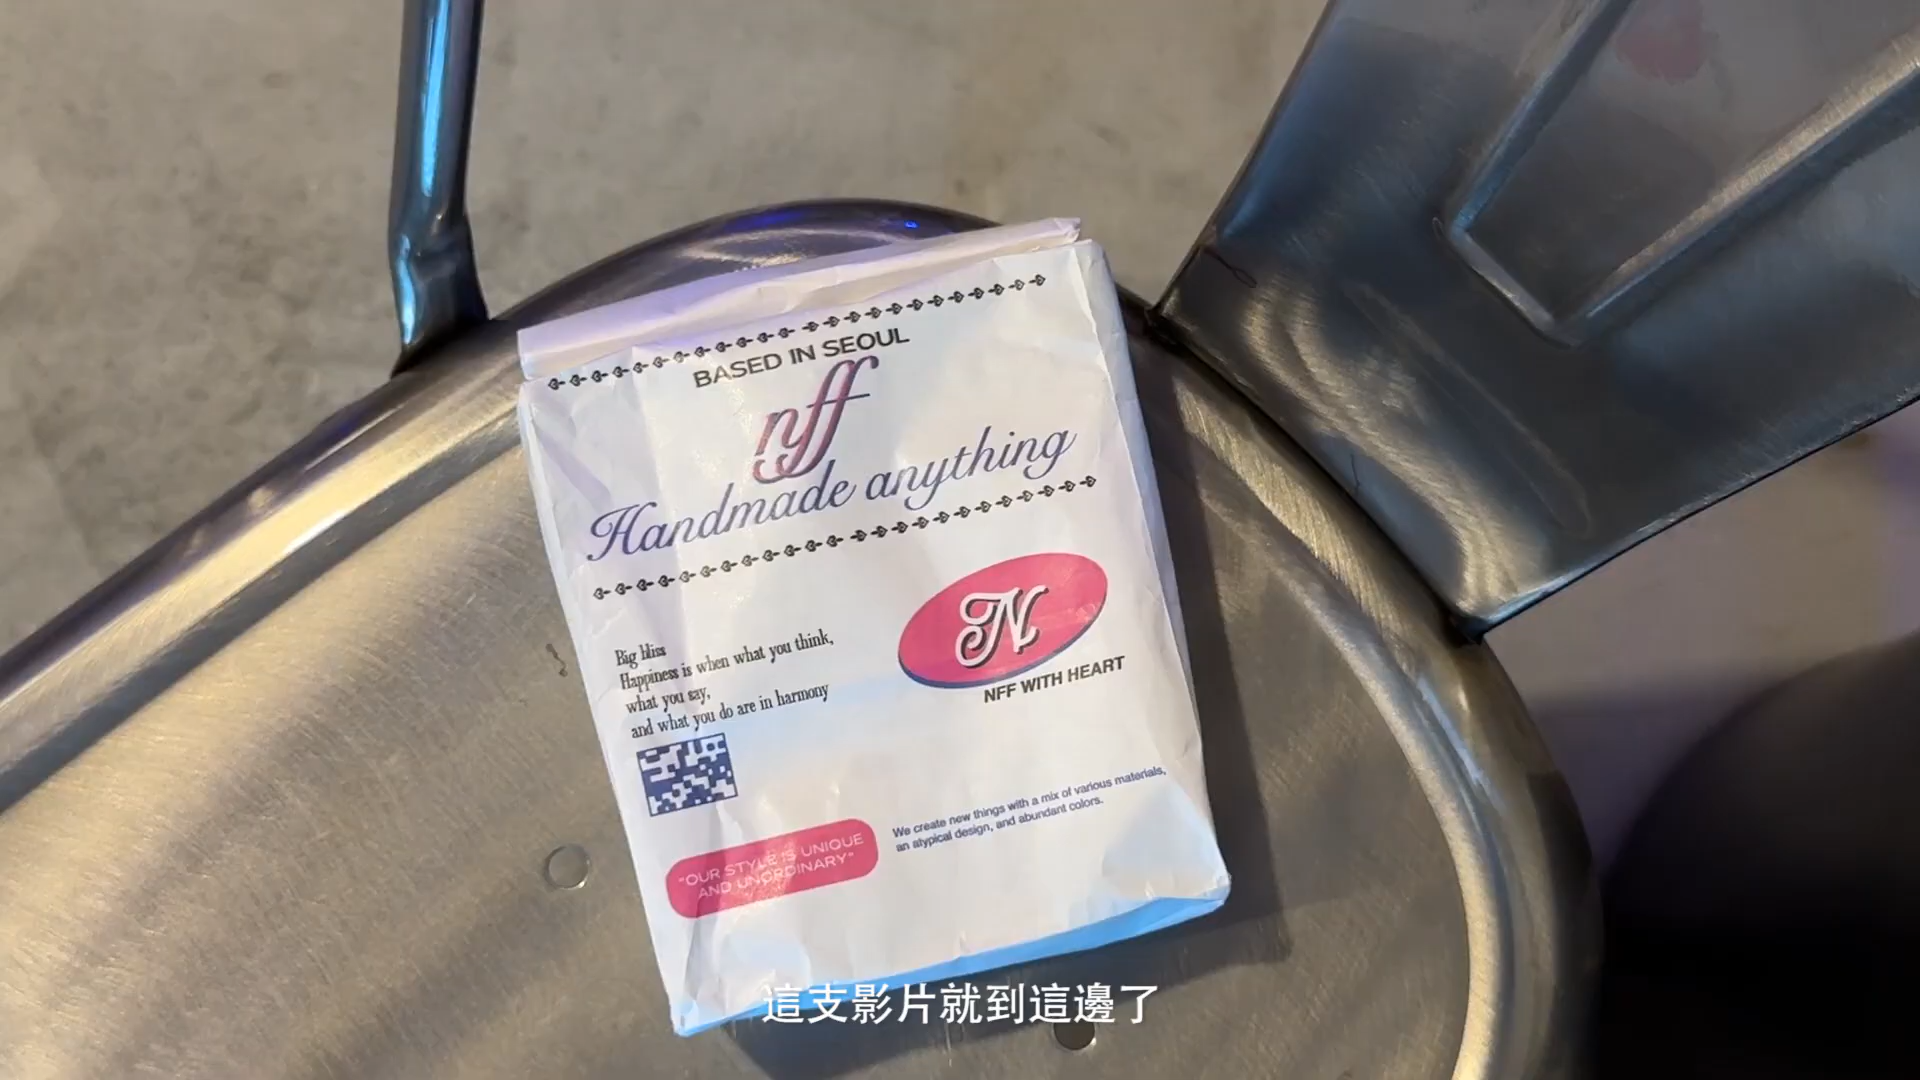 BASED IN SEOUL
nff
Handmade anything
N
NFF WITH HEART
Big bliss
Happiness is when what you think,
what you say,
and what you do are in harmony
We create new things with a mix of various materials,
an atypical design, and abundant colors.
"OUR STYLE IS UNIQUE
AND UNORDINARY"
這支影片就到這邊了